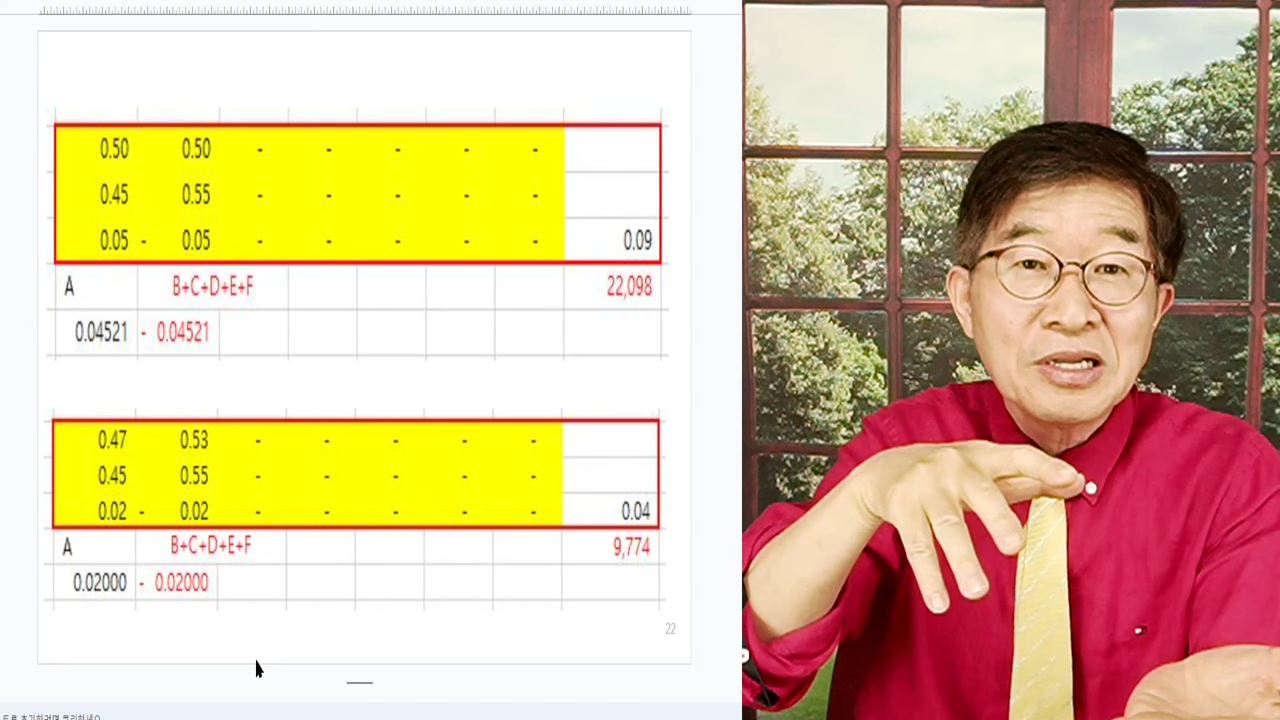 0.50 0.50 - - - - -
0.45 0.55 - - - - -
0.05 - 0.05 - - - - - 0.09
A B+C+D+E+F 22,098
0.04521 - 0.04521
0.47 0.53 - - - - -
0.45 0.55 - - - - -
0.02 - 0.02 - - - - - 0.04
A B+C+D+E+F 9,774
0.02000 - 0.02000
22